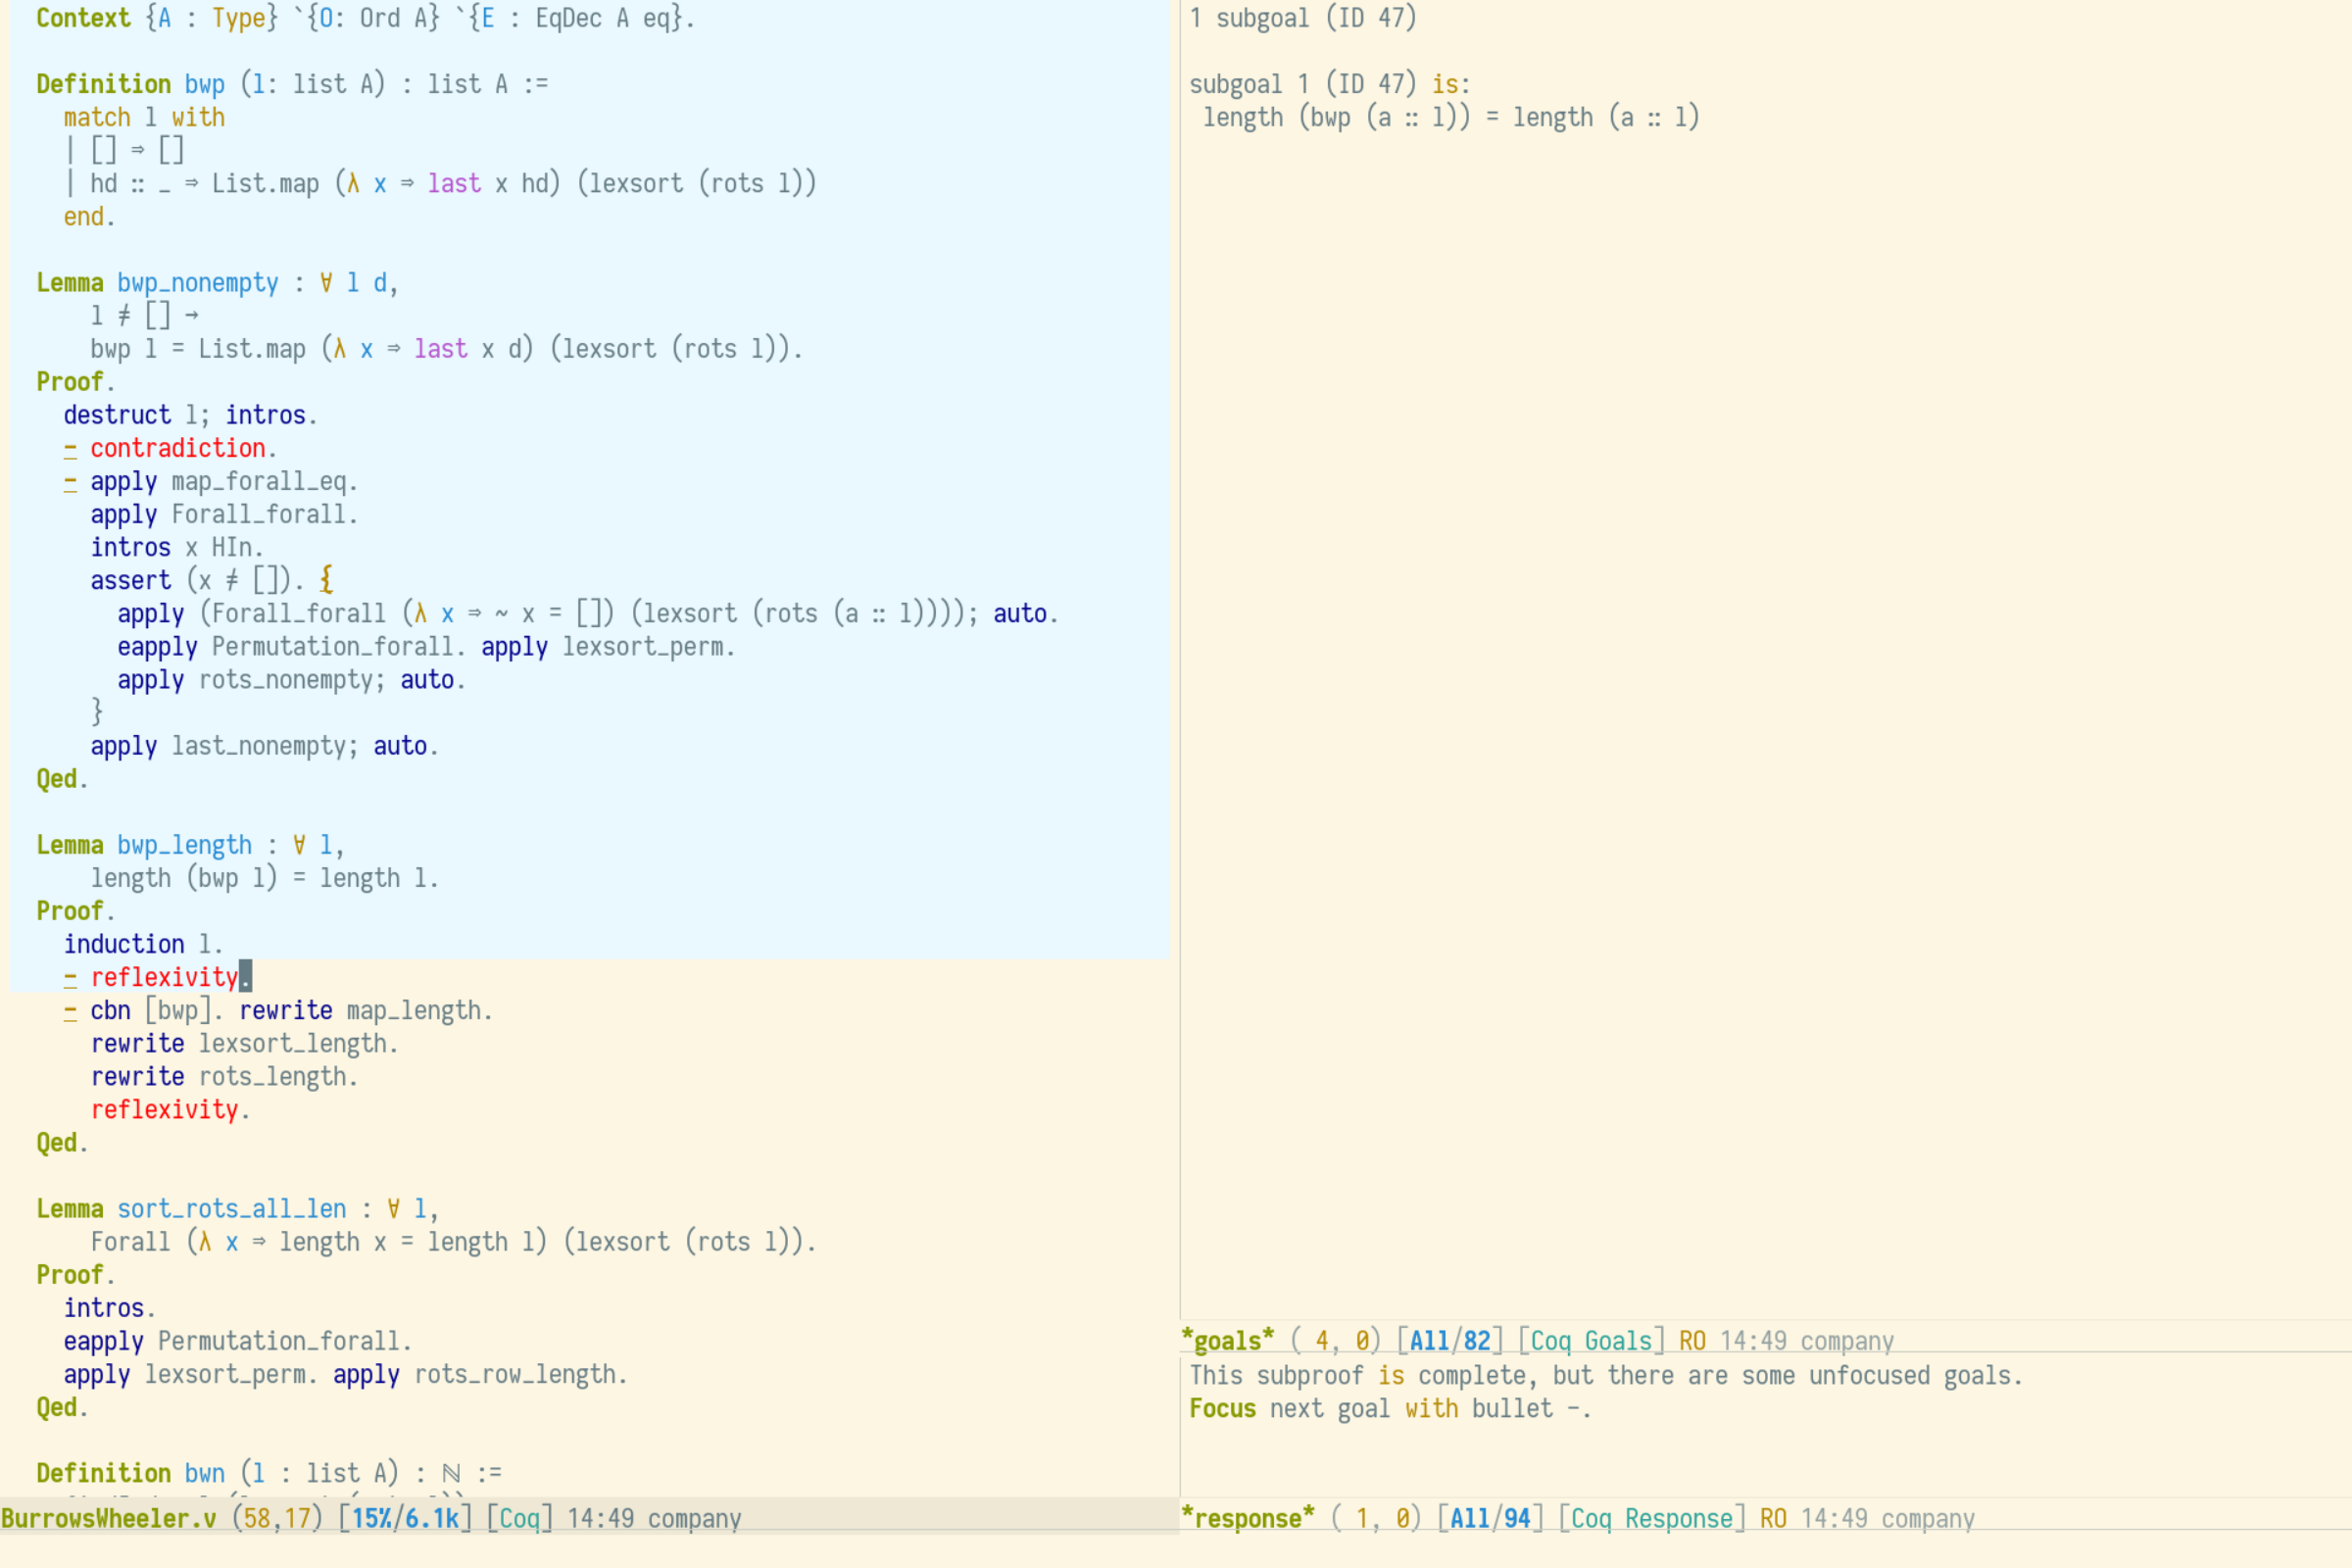 Context {A : Type} `{O: Ord A} `{E : EqDec A eq}.
Definition bwp (l: list A) : list A :=
match l with
| [] ⇒ []
| hd :: _ ⇒ List.map (λ x ⇒ last x hd) (lexsort (rots l))
end.
Lemma bwp_nonempty : ∀ l d,
l ≠ [] →
bwp l = List.map (λ x ⇒ last x d) (lexsort (rots l)).
Proof.
destruct l; intros.
- contradiction.
- apply map_forall_eq.
apply Forall_forall.
intros x HIn.
assert (x ≠ []). {
apply (Forall_forall (λ x ⇒ ~ x = []) (lexsort (rots (a :: l)))); auto.
eapply Permutation_forall. apply lexsort_perm.
apply rots_nonempty; auto.
}
apply last_nonempty; auto.
Qed.
Lemma bwp_length : ∀ l,
length (bwp l) = length l.
Proof.
induction l.
- reflexivity.
- cbn [bwp]. rewrite map_length.
rewrite lexsort_length.
rewrite rots_length.
reflexivity.
Qed.
Lemma sort_rots_all_len : ∀ l,
Forall (λ x ⇒ length x = length l) (lexsort (rots l)).
Proof.
intros.
eapply Permutation_forall.
apply lexsort_perm. apply rots_row_length.
Qed.
Definition bwn (l : list A) : ℕ :=
BurrowsWheeler.v (58,17) [15%/6.1k] [Coq] 14:49 company
1 subgoal (ID 47)
subgoal 1 (ID 47) is:
length (bwp (a :: l)) = length (a :: l)
*goals* ( 4, 0) [All/82] [Coq Goals] RO 14:49 company
This subproof is complete, but there are some unfocused goals.
Focus next goal with bullet -.
*response* ( 1, 0) [All/94] [Coq Response] RO 14:49 company